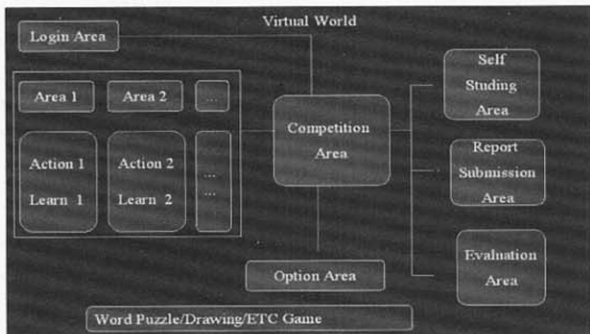 Virtual World
Login Area
Area 1
Area 2
...
Action 1
Learn 1
Action 2
Learn 2
...
...
Competition
Area
Self
Studing
Area
Report
Submission
Area
Evaluation
Area
Option Area
Word Puzzle/Drawing/ETC Game